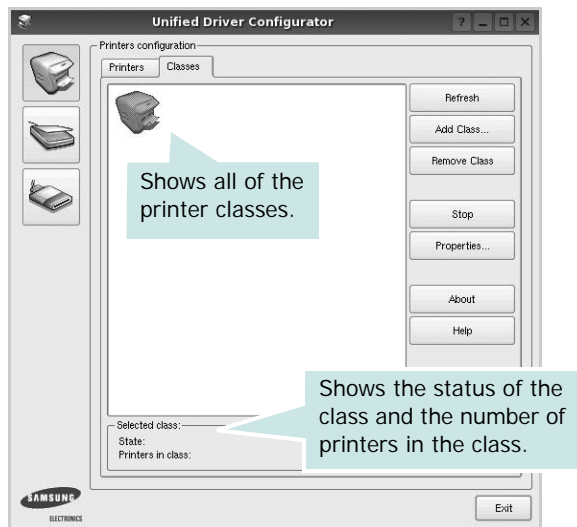 Unified Driver Configurator
Printers configuration
Printers
Classes
Refresh
Add Class...
Remove Class
Shows all of the
printer classes.
Stop
Properties...
About
Help
Shows the status of the
class and the number of
printers in the class.
Selected class:
State:
Printers in class:
SAMSUNG
ELECTRONICS
Exit